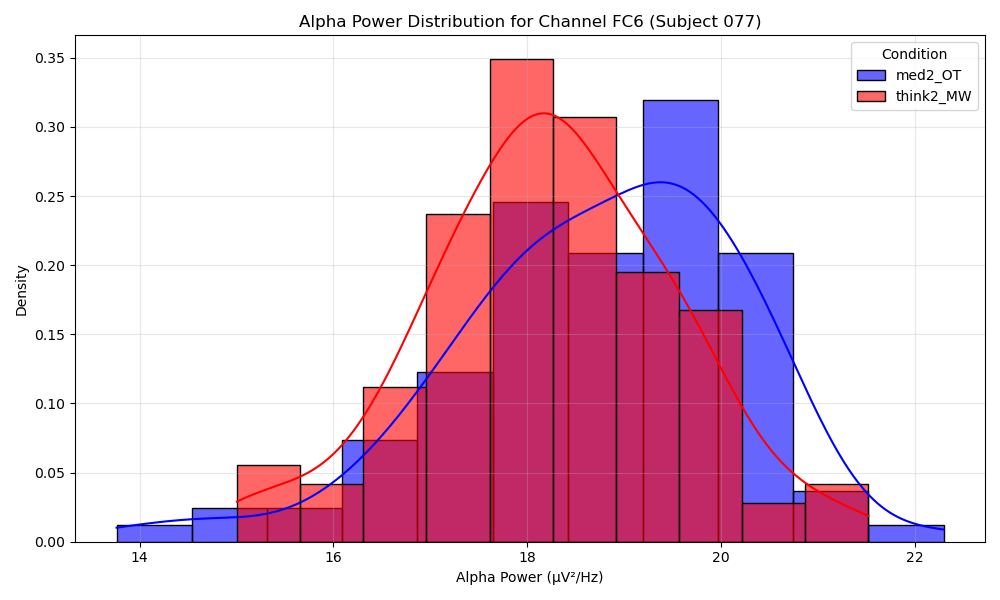 Alpha Power Distribution for Channel FC6 (Subject 077)
Condition
med2_OT
think2_MW
Density
0.35
0.30
0.25
0.20
0.15
0.10
0.05
0.00
14
16
18
20
22
Alpha Power (μV²/Hz)